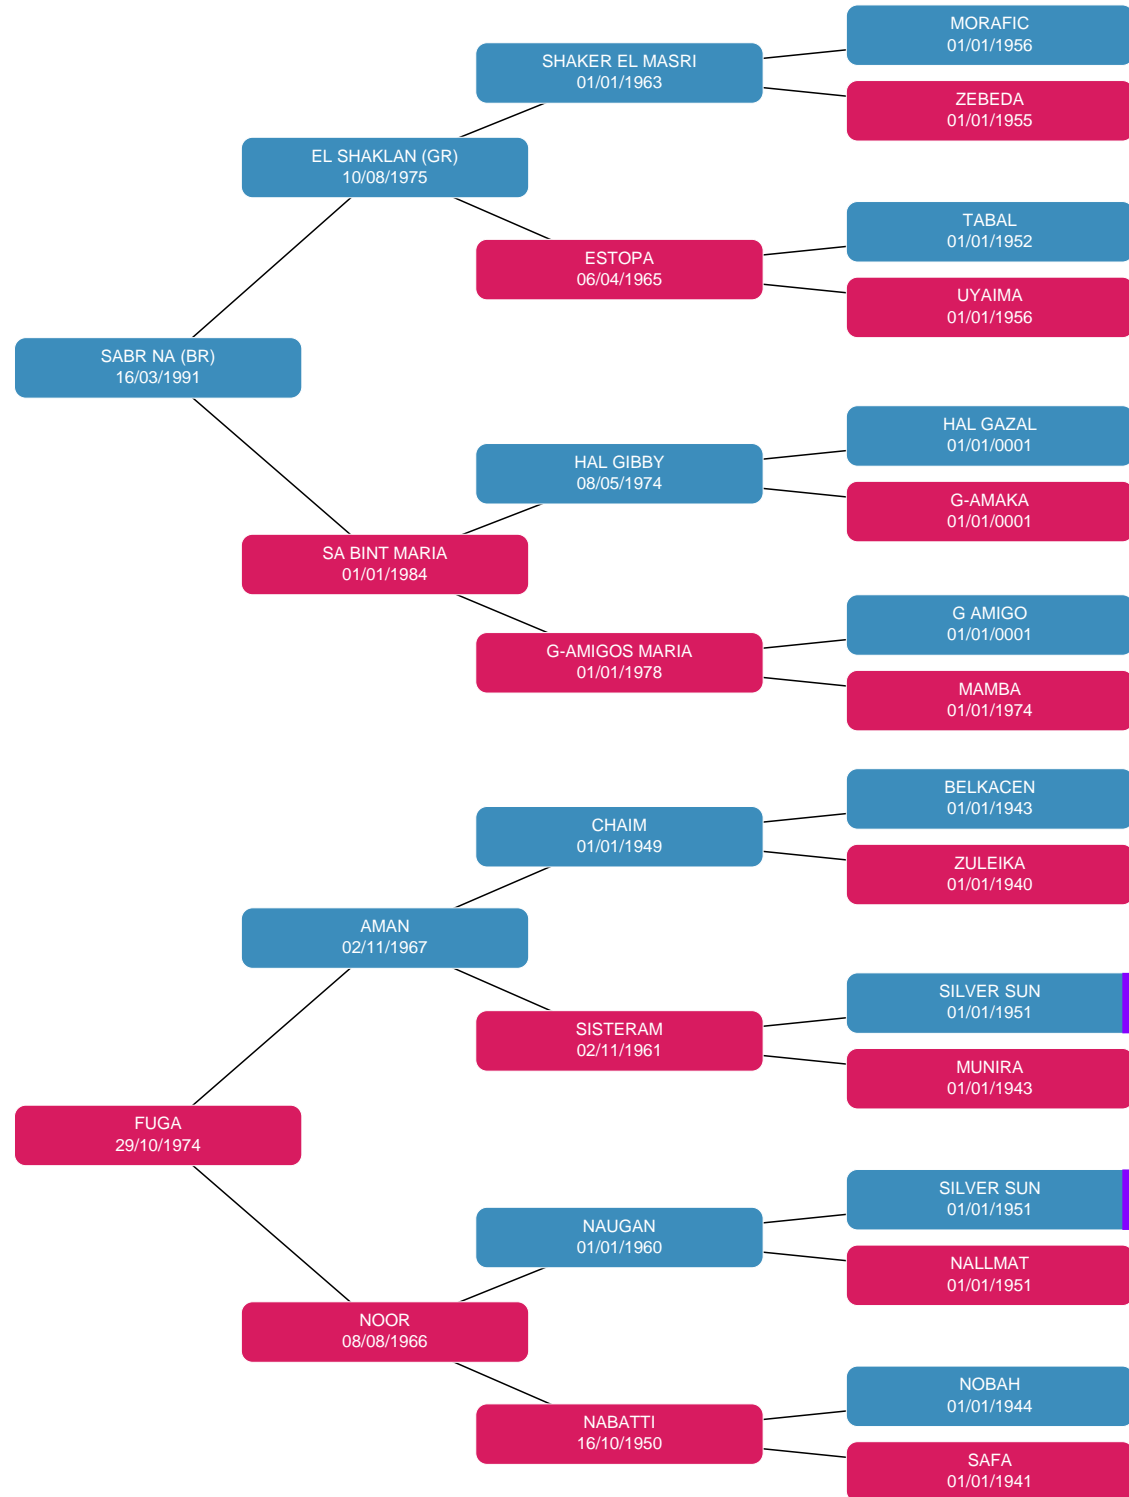 MORAFIC
01/01/1956
SHAKER EL MASRI
01/01/1963
ZEBEDA
01/01/1955
EL SHAKLAN (GR)
10/08/1975
TABAL
01/01/1952
ESTOPA
06/04/1965
UYAIMA
01/01/1956
SABR NA (BR)
16/03/1991
HAL GAZAL
01/01/0001
HAL GIBBY
08/05/1974
G-AMAKA
01/01/0001
SA BINT MARIA
01/01/1984
G AMIGO
01/01/0001
G-AMIGOS MARIA
01/01/1978
MAMBA
01/01/1974
BELKACEN
01/01/1943
CHAIM
01/01/1949
ZULEIKA
01/01/1940
AMAN
02/11/1967
SILVER SUN
01/01/1951
SISTERAM
02/11/1961
MUNIRA
01/01/1943
FUGA
29/10/1974
SILVER SUN
01/01/1951
NAUGAN
01/01/1960
NALLMAT
01/01/1951
NOOR
08/08/1966
NOBAH
01/01/1944
NABATTI
16/10/1950
SAFA
01/01/1941